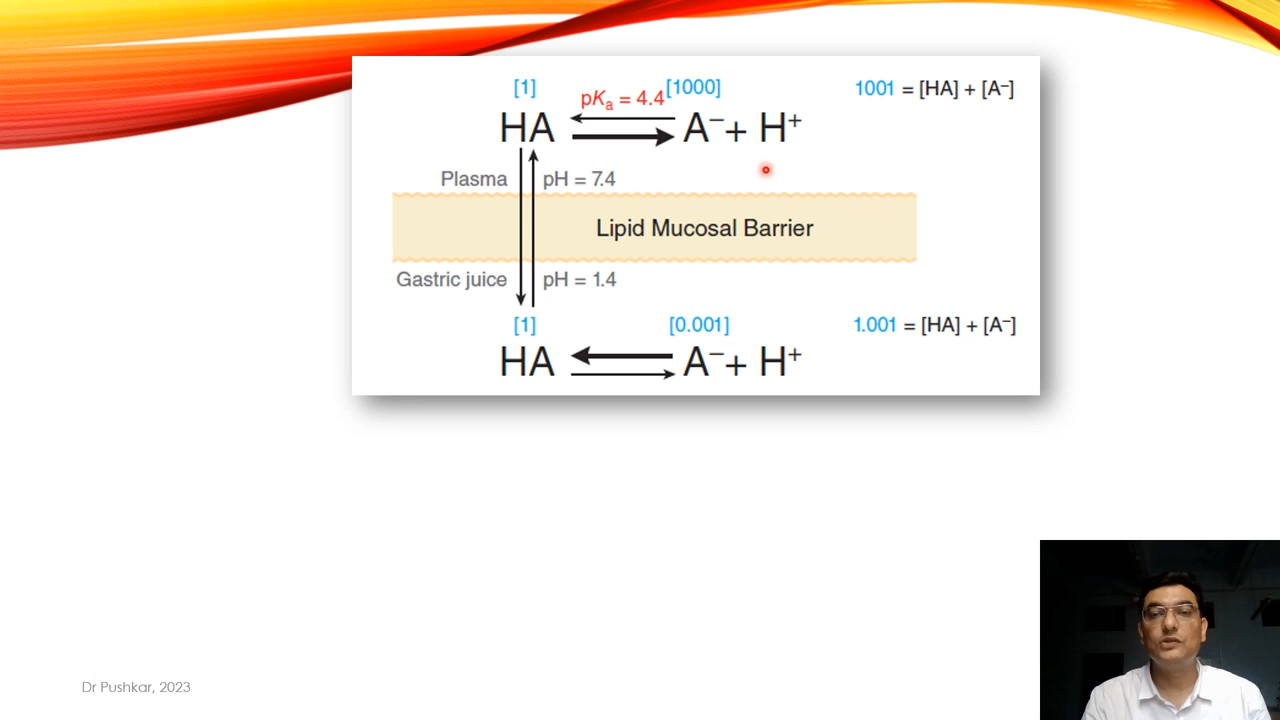 [1] [1000] 1001 = [HA] + [A⁻]
pKₐ = 4.4
HA A⁻ + H⁺
Plasma pH = 7.4
Lipid Mucosal Barrier
Gastric juice pH = 1.4
[1] [0.001] 1.001 = [HA] + [A⁻]
HA A⁻ + H⁺
Dr Pushkar, 2023